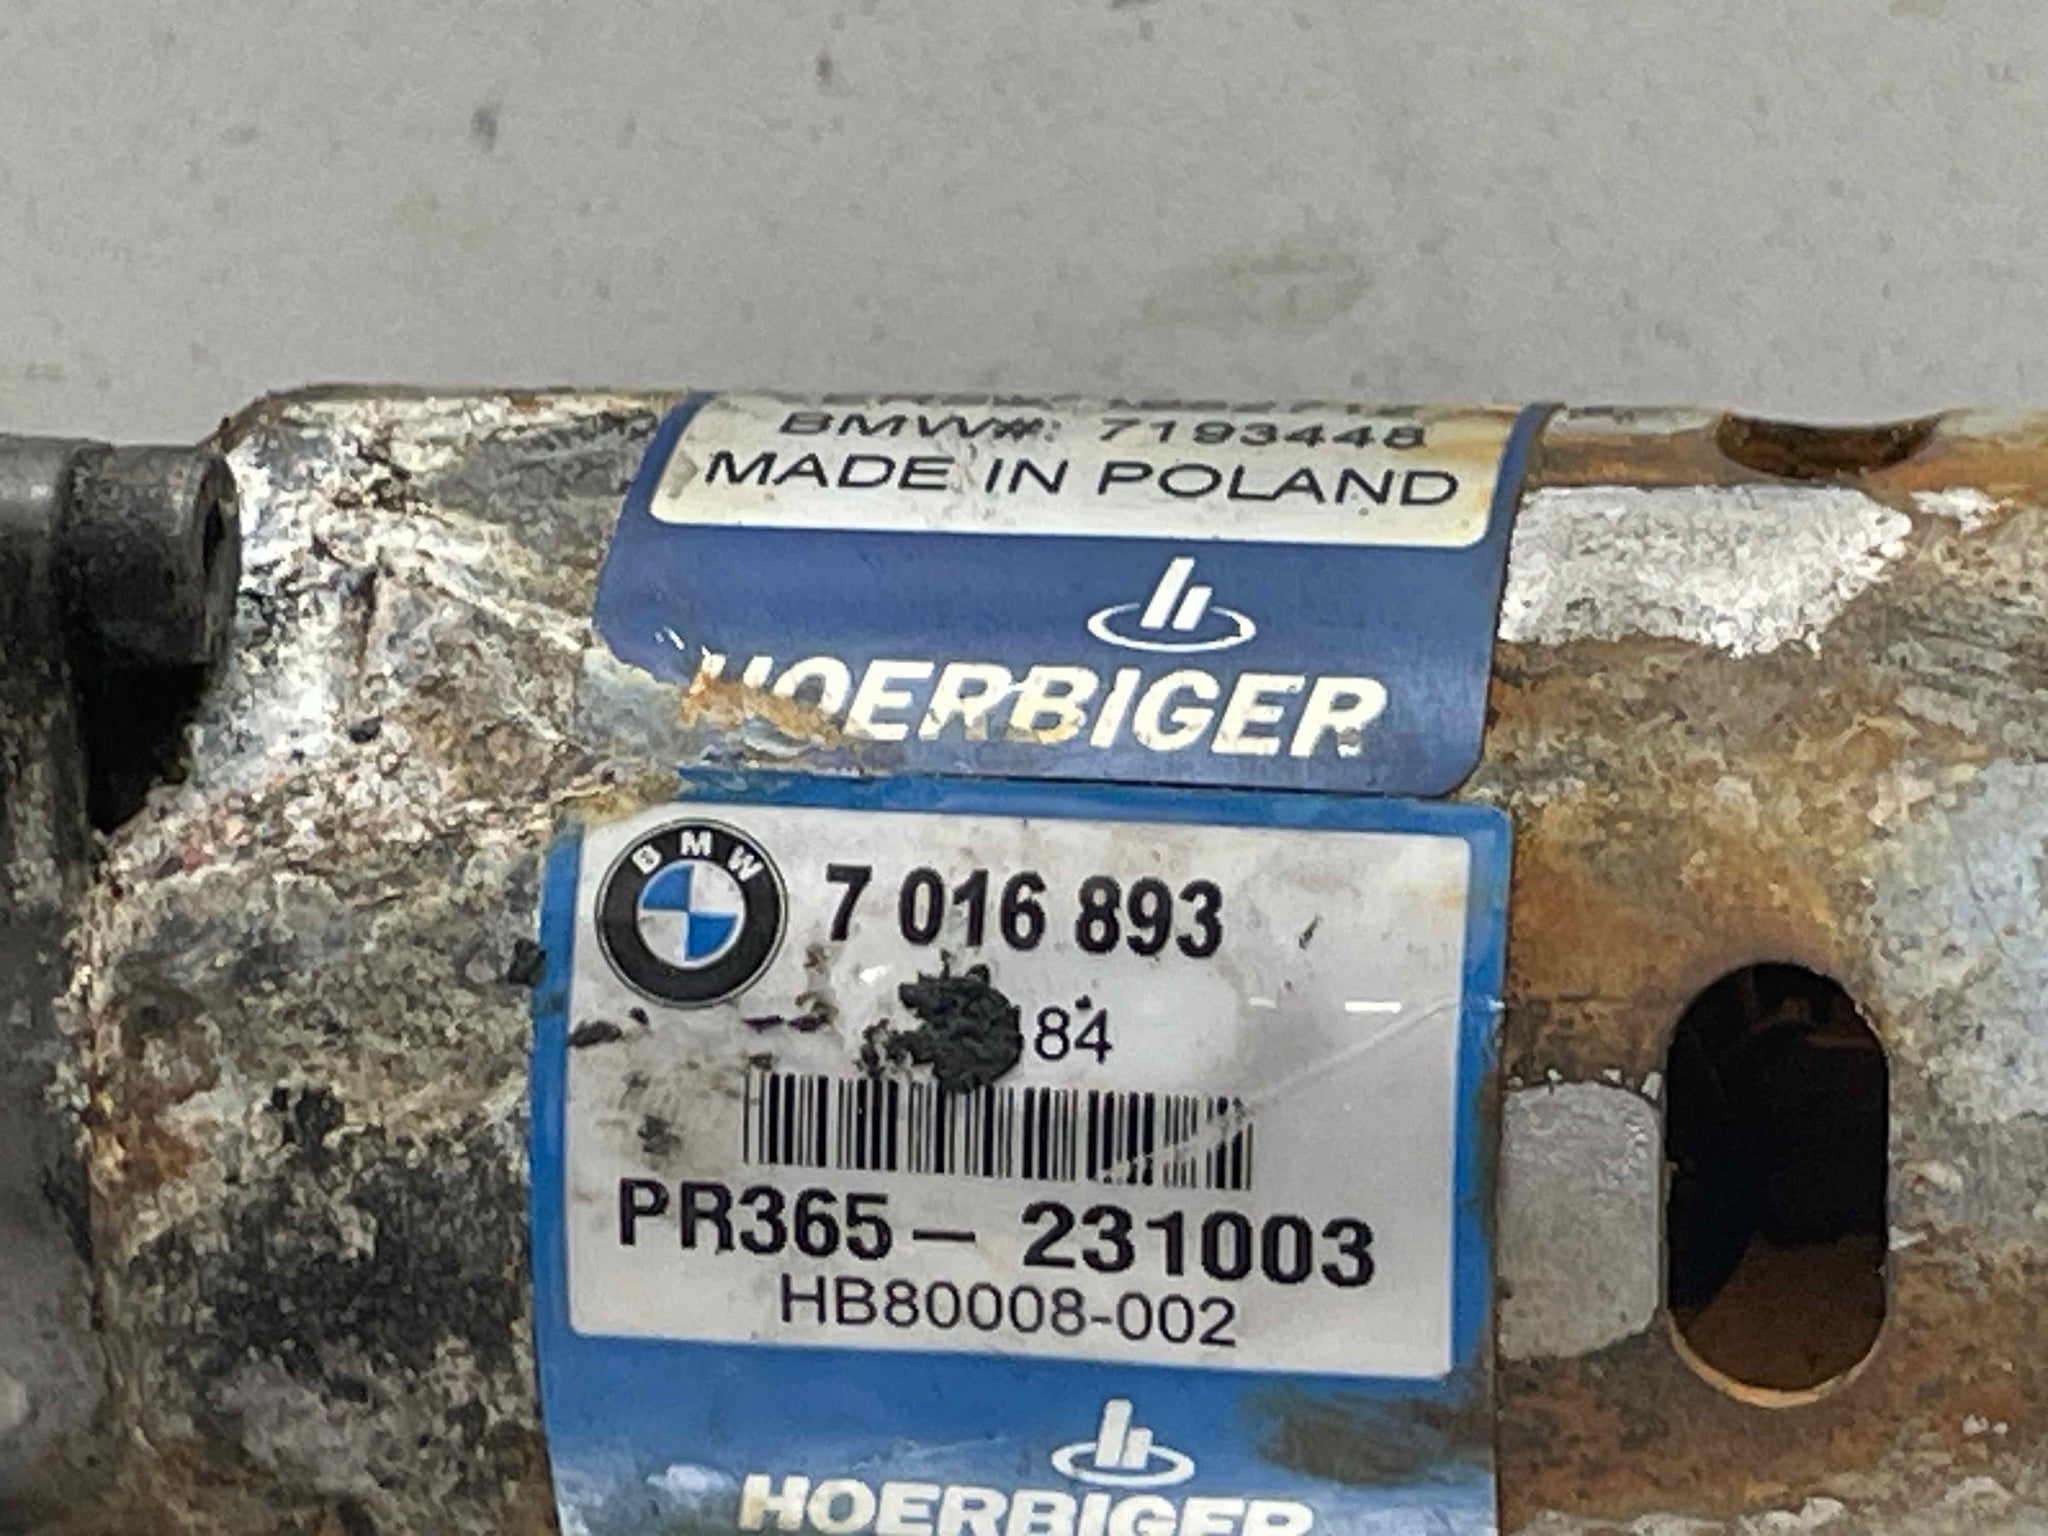 BMW#: 7193448
MADE IN POLAND
HOERBIGER
BMW
7 016 893
84
PR365- 231003
HB80008-002
HOERBIGER